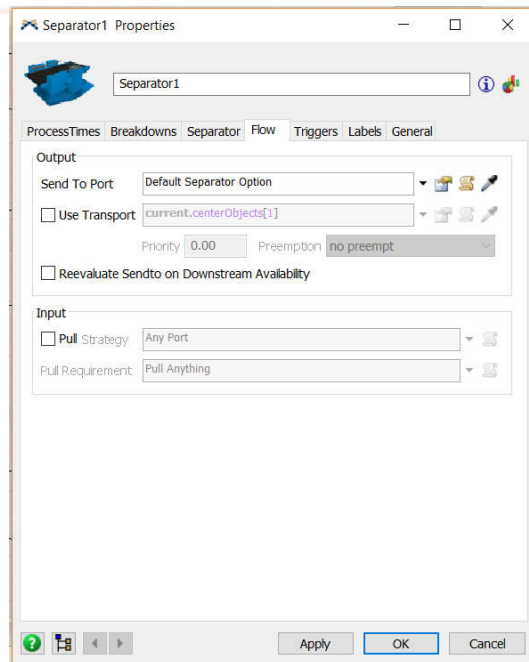 Separator1 Properties
Separator1
ProcessTimes Breakdowns Separator Flow Triggers Labels General
Output
Send To Port Default Separator Option
Use Transport current.centerObjects[1]
Priority 0.00 Preemption no preempt
Reevaluate Sendto on Downstream Availability
Input
Pull Strategy Any Port
Pull Requirement Pull Anything
Apply OK Cancel